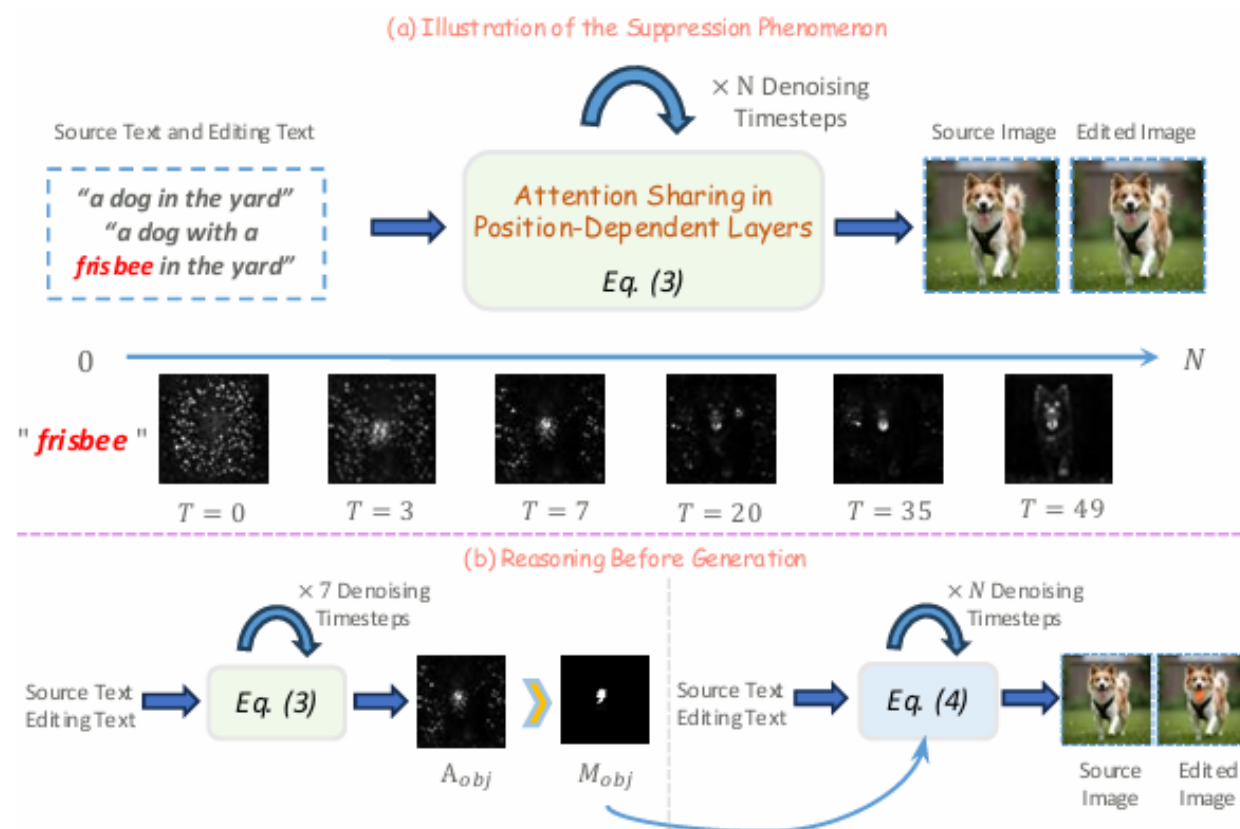 (a) Illustration of the Suppression Phenomenon
× N Denoising
Timesteps
Source Text and Editing Text
Source Image
Edited Image
"a dog in the yard"
"a dog with a
frisbee in the yard"
Attention Sharing in
Position-Dependent Layers
Eq. (3)
0
N
" frisbee "
T = 0
T = 3
T = 7
T = 20
T = 35
T = 49
(b) Reasoning Before Generation
× 7 Denoising
Timesteps
Source Text
Editing Text
Eq. (3)
A_obj
M_obj
× N Denoising
Timesteps
Source Text
Editing Text
Eq. (4)
Source
Image
Edited
Image